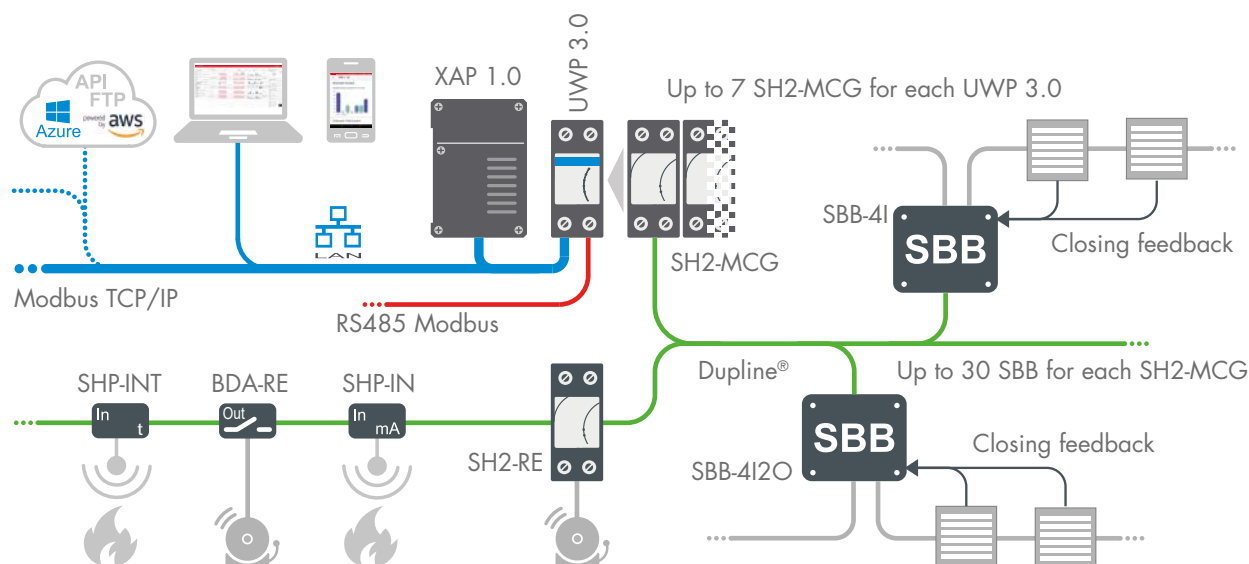 API
FTP
Azure
powered by
aws
XAP 1.0
UWP 3.0
Up to 7 SH2-MCG for each UWP 3.0
SBB-4I
SBB
Closing feedback
LAN
SH2-MCG
Modbus TCP/IP
RS485 Modbus
Dupline®
Up to 30 SBB for each SH2-MCG
SHP-INT
BDA-RE
SHP-IN
In
t
Out
In
mA
SH2-RE
SBB
SBB-4I2O
Closing feedback